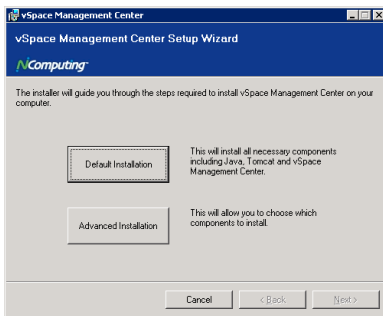 vSpace Management Center
vSpace Management Center Setup Wizard
NComputing
The installer will guide you through the steps required to install vSpace Management Center on your
computer.
Default Installation
This will install all necessary components
including Java, Tomcat and vSpace
Management Center.
Advanced Installation
This will allow you to choose which
components to install.
Cancel
< Back
Next >